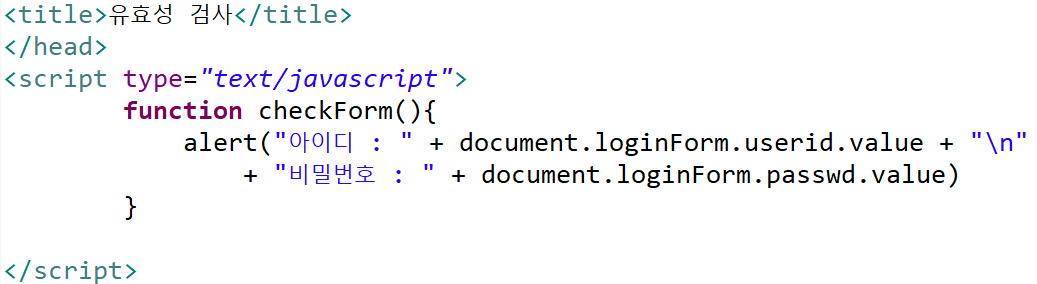 <title>유효성 검사</title>
</head>
<script type="text/javascript">
function checkForm(){
alert("아이디 : " + document.loginForm.userid.value + "\n"
+ "비밀번호 : " + document.loginForm.passwd.value)
}
</script>